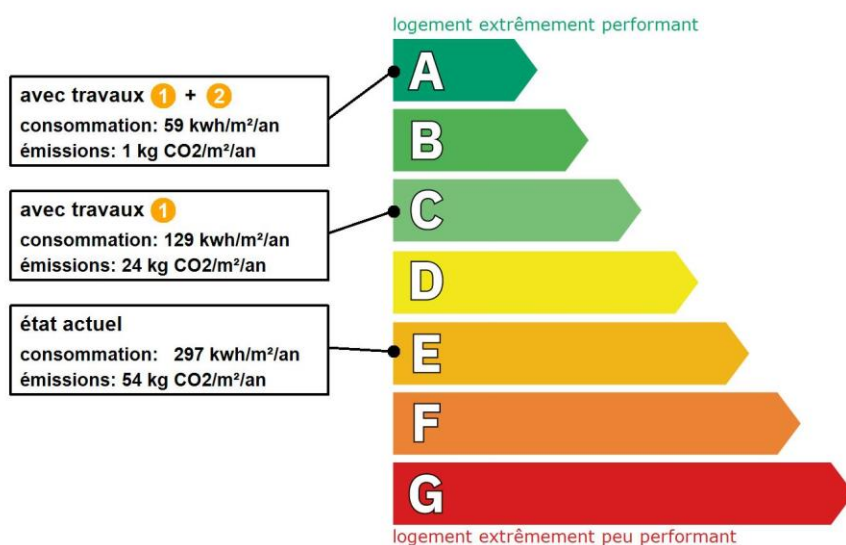 logement extrêmement performant
A
avec travaux 1 + 2
consommation: 59 kwh/m²/an
émissions: 1 kg CO2/m²/an
B
avec travaux 1
consommation: 129 kwh/m²/an
émissions: 24 kg CO2/m²/an
C
D
état actuel
consommation: 297 kwh/m²/an
émissions: 54 kg CO2/m²/an
E
F
G
logement extrêmement peu performant